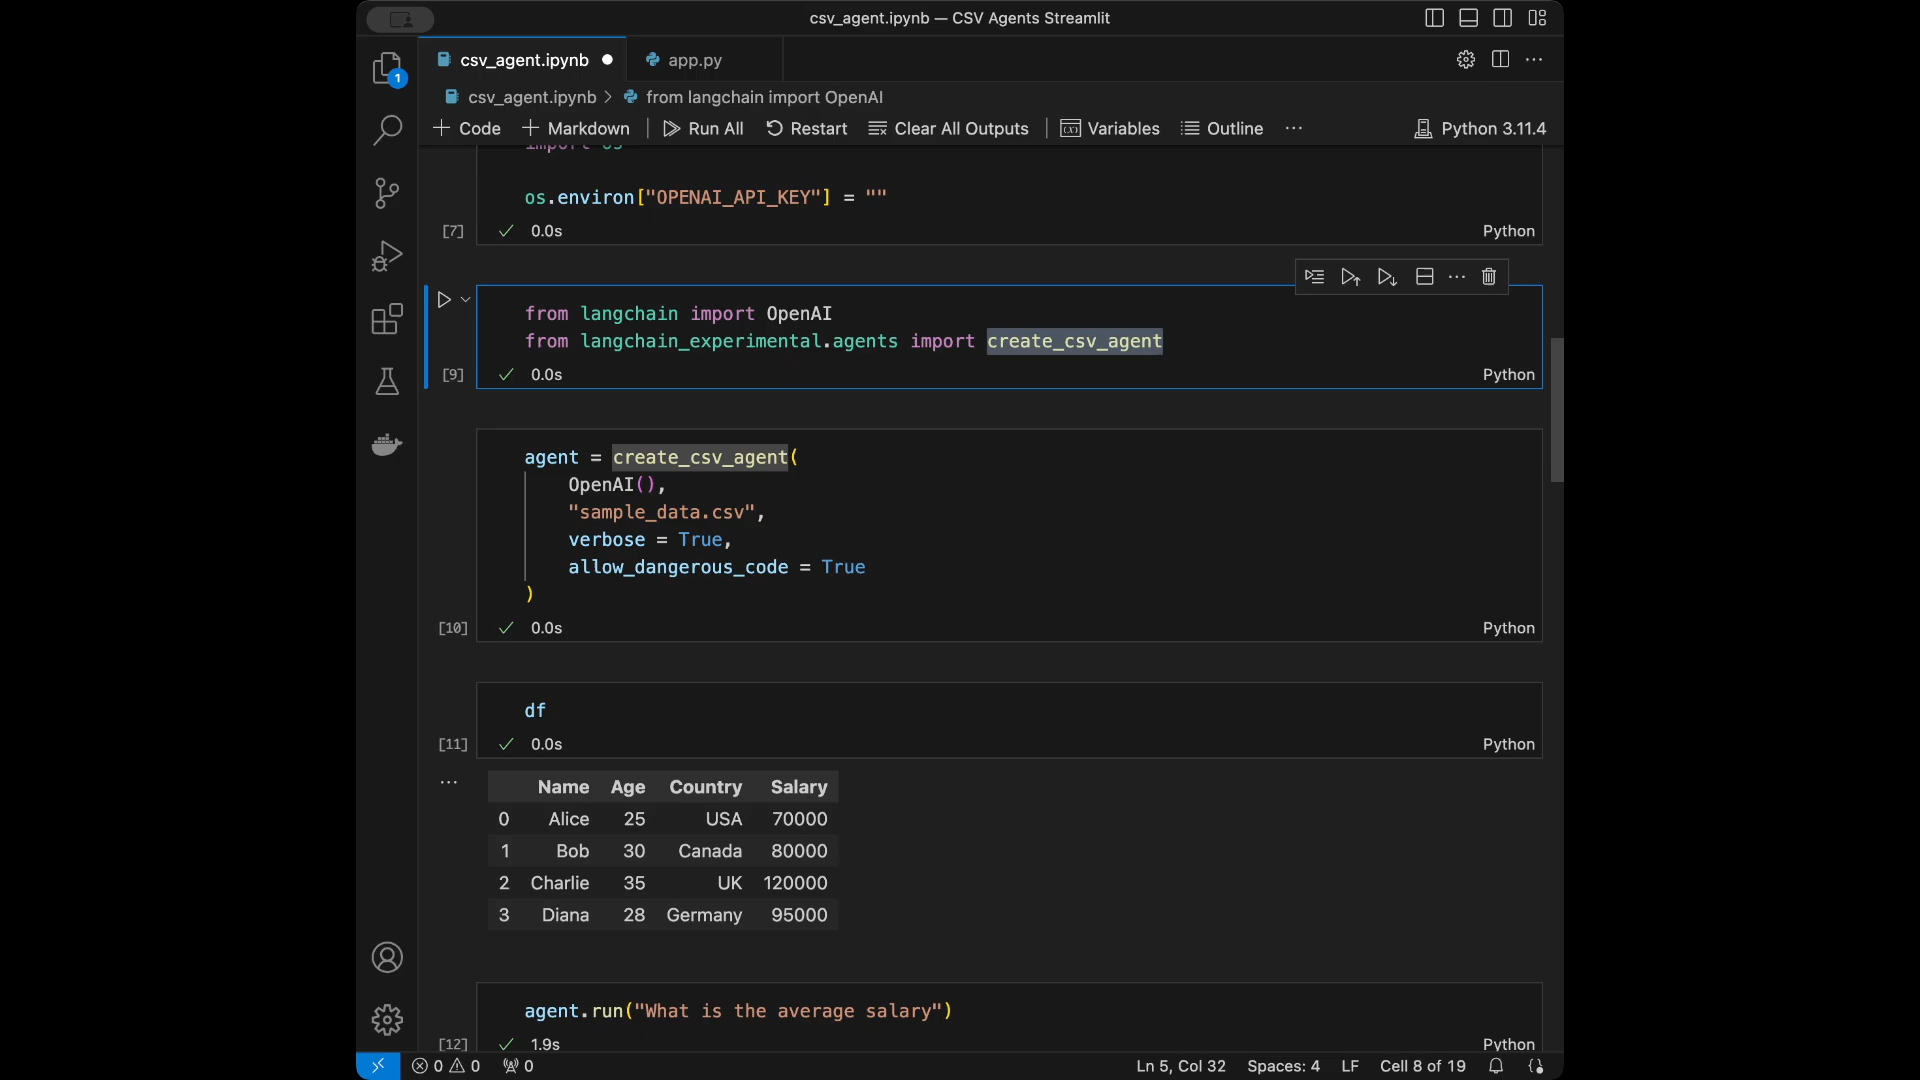 csv_agent.ipynb — CSV Agents Streamlit
1
csv_agent.ipynb
app.py
csv_agent.ipynb > from langchain import OpenAI
Code
Markdown
Run All
Restart
Clear All Outputs
Variables
Outline
...
Python 3.11.4
import os
os.environ["OPENAI_API_KEY"] = ""
[7]
0.0s
Python
from langchain import OpenAI
from langchain_experimental.agents import create_csv_agent
[9]
0.0s
Python
agent = create_csv_agent(
OpenAI(),
"sample_data.csv",
verbose = True,
allow_dangerous_code = True
)
[10]
0.0s
Python
df
[11]
0.0s
Python
...
Name Age Country Salary
0 Alice 25 USA 70000
1 Bob 30 Canada 80000
2 Charlie 35 UK 120000
3 Diana 28 Germany 95000
agent.run("What is the average salary")
[12]
1.9s
Python
0 0 0
Ln 5, Col 32
Spaces: 4
LF
Cell 8 of 19